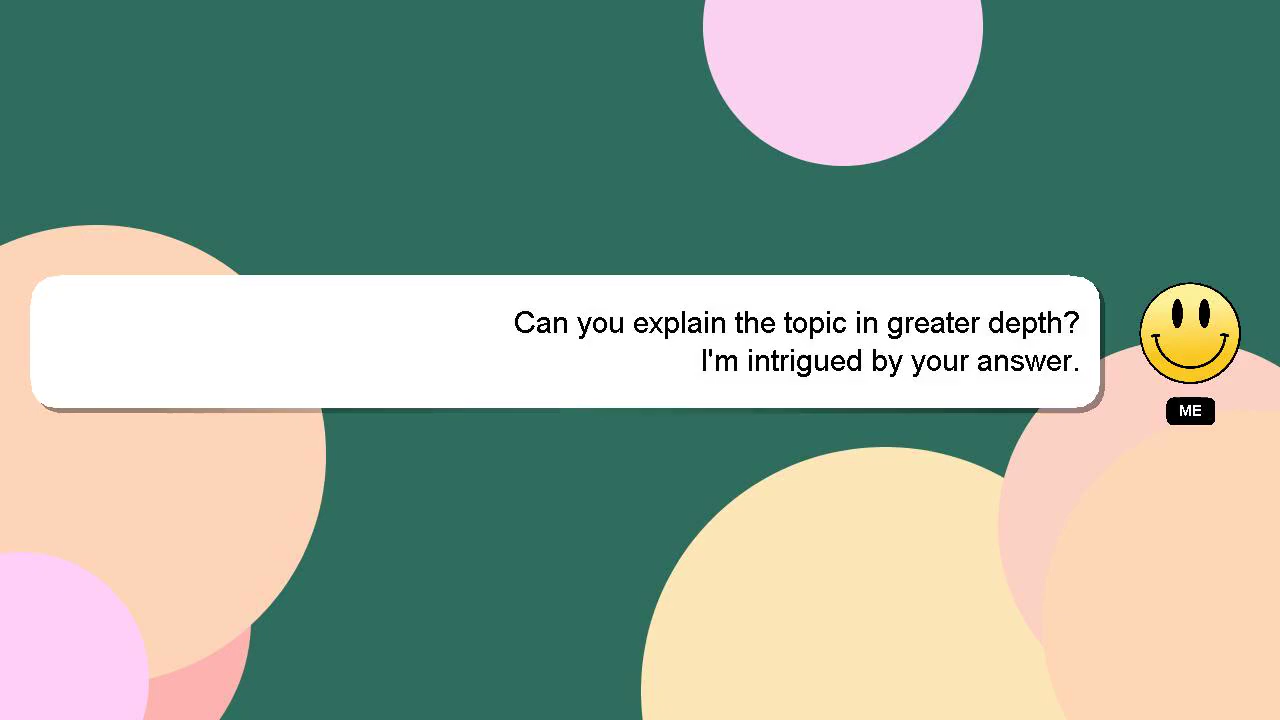 Can you explain the topic in greater depth?
I'm intrigued by your answer.
ME